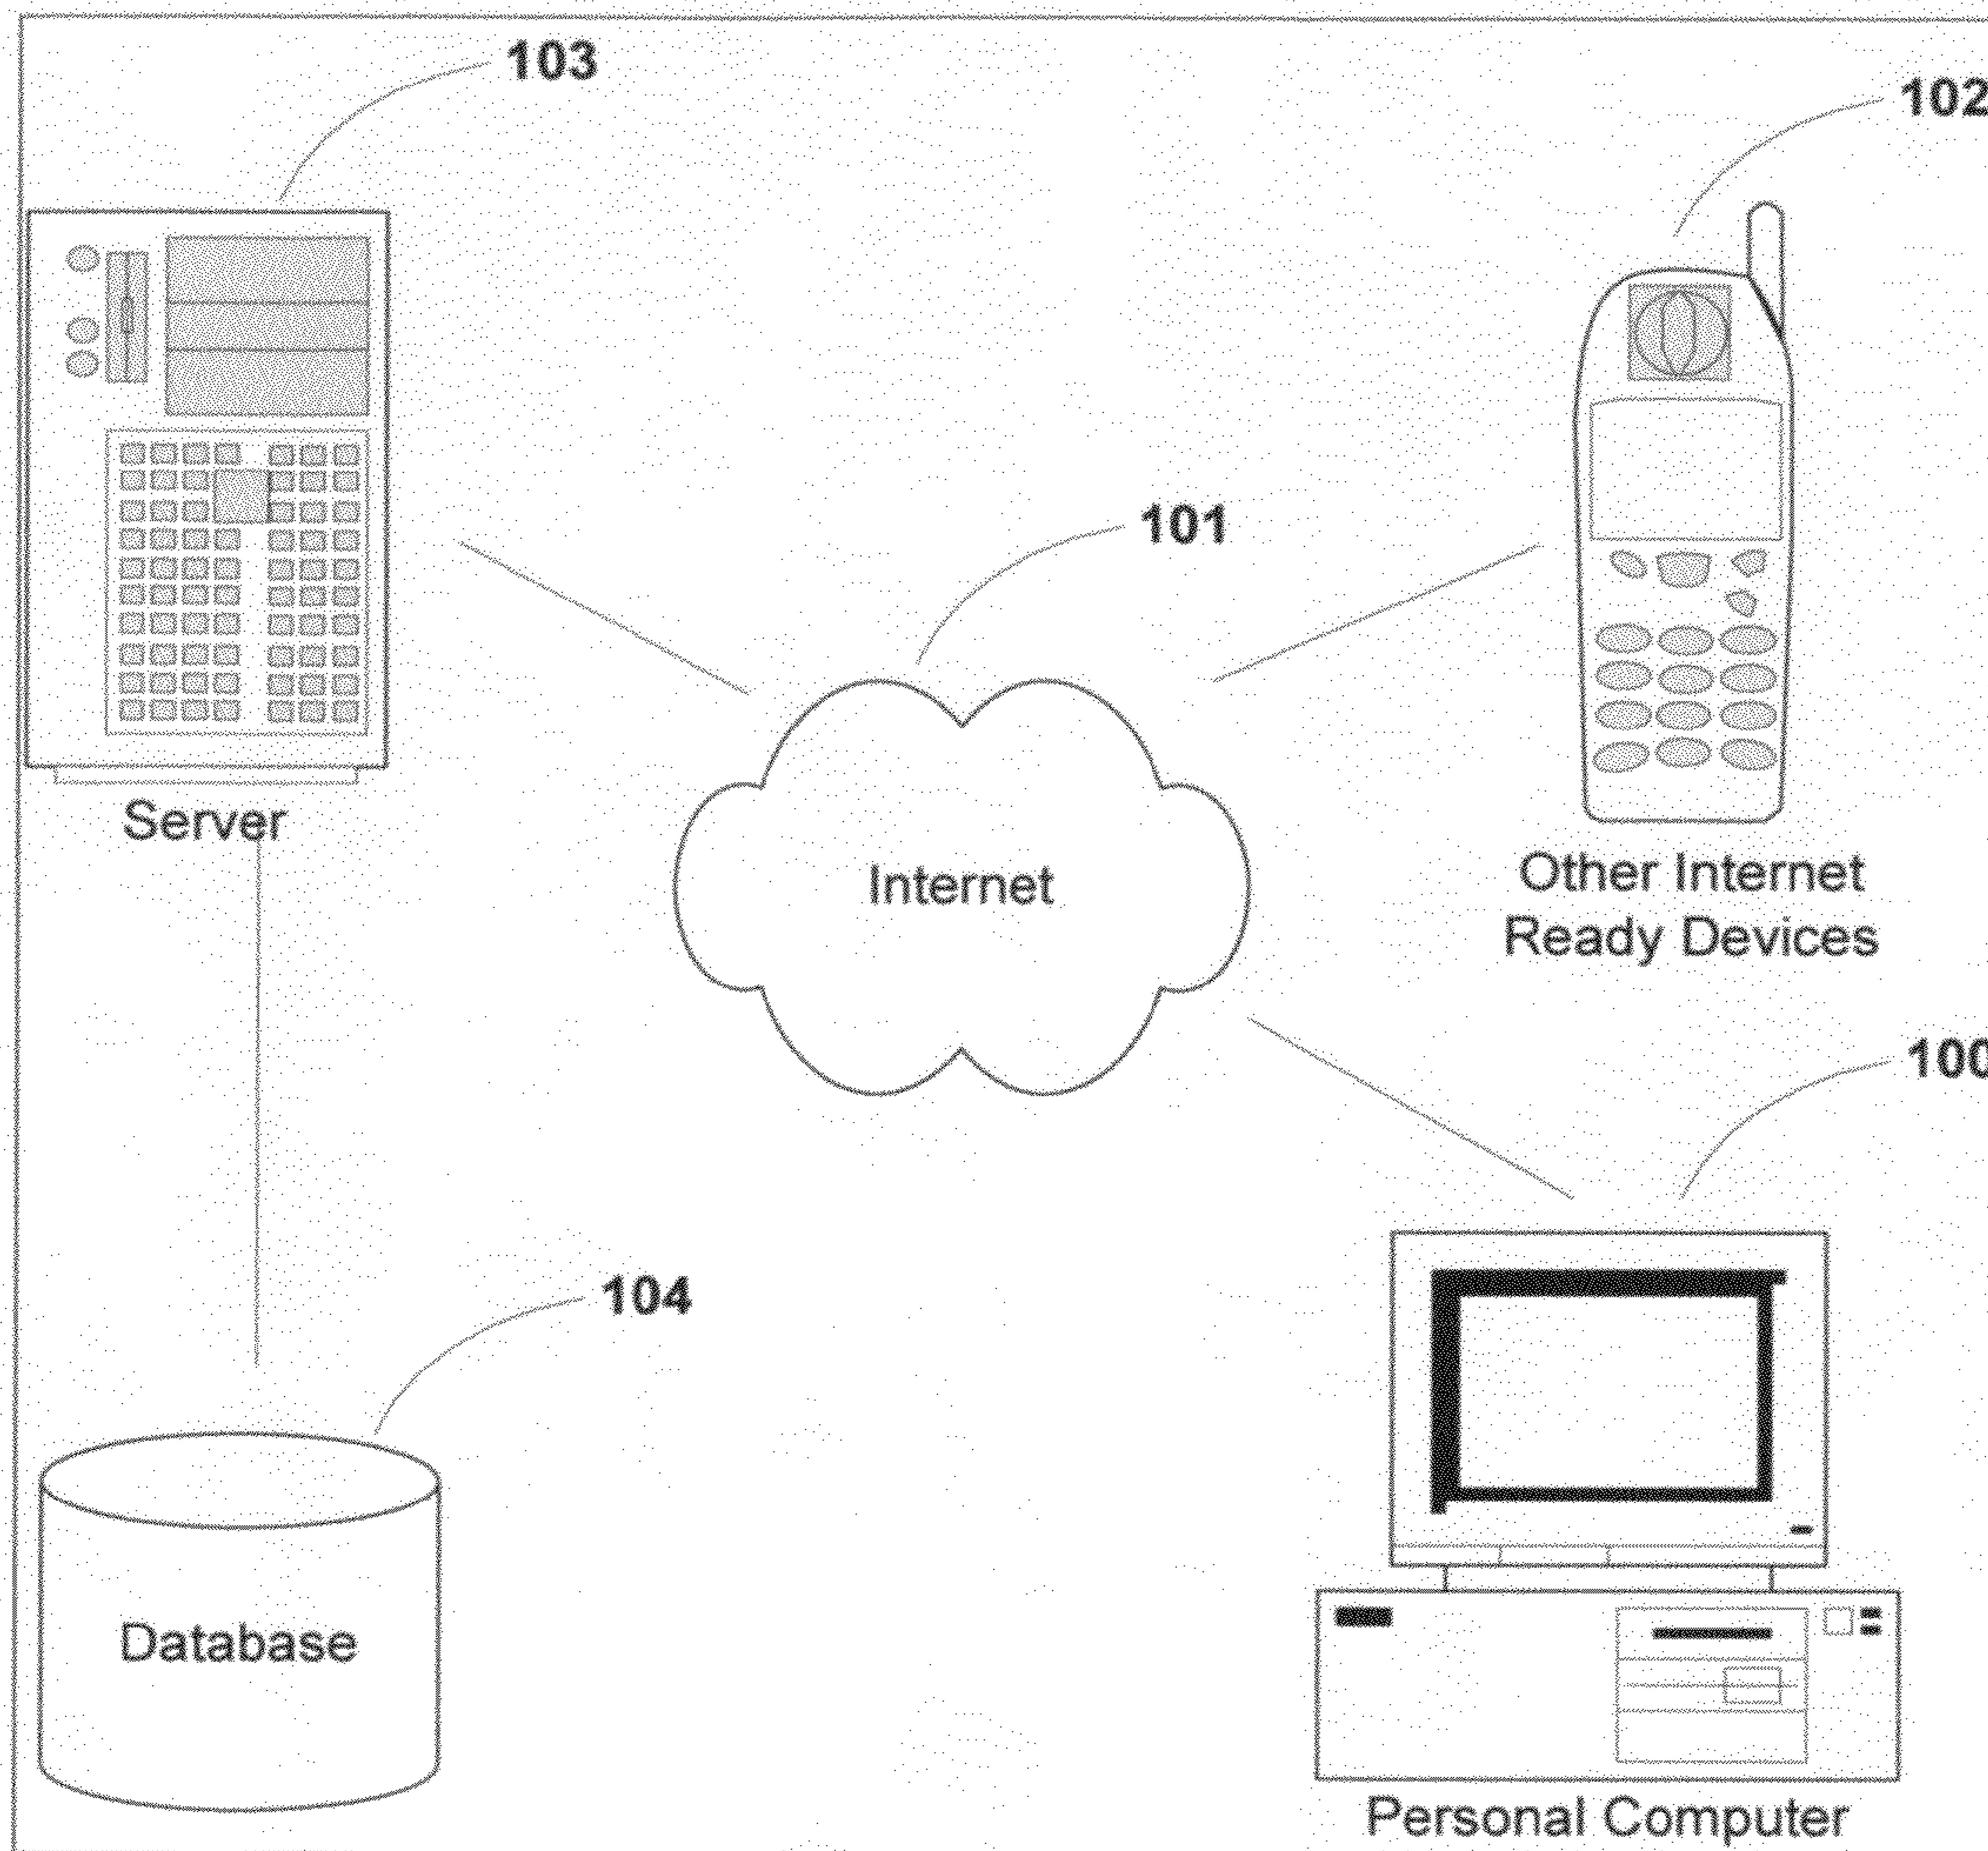 103
102
101
Server
Internet
Other Internet
Ready Devices
100
104
Database
Personal Computer